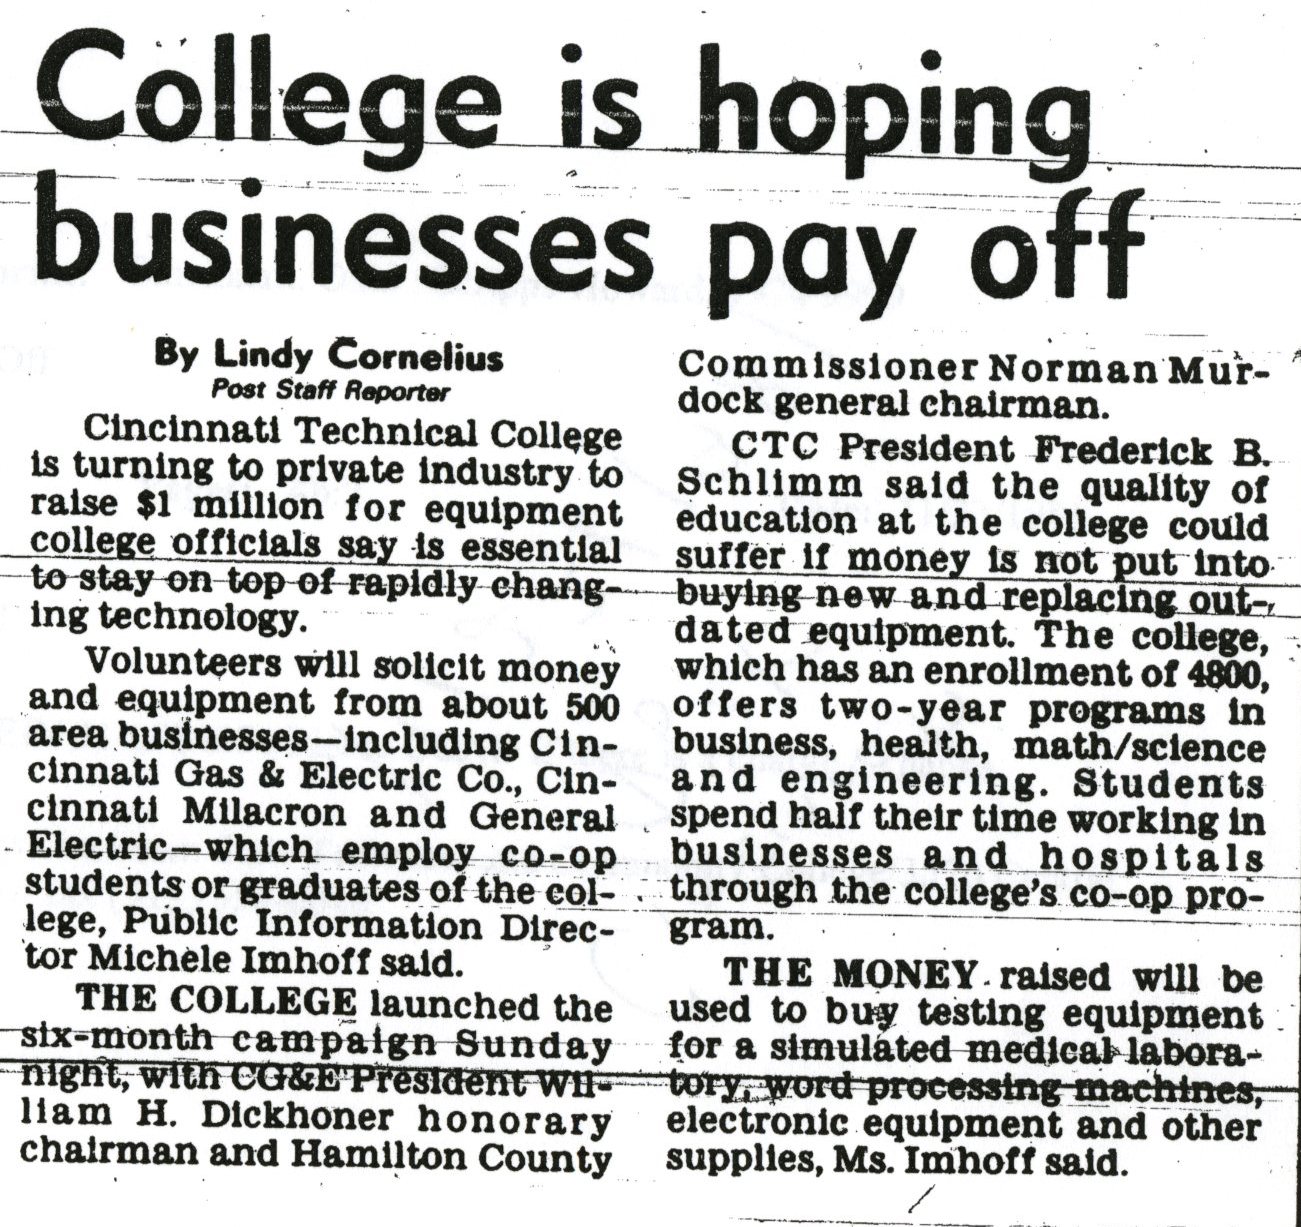 College is hoping
businesses pay off
By Lindy Cornelius
Post Staff Reporter
Cincinnati Technical College
is turning to private industry to
raise $1 million for equipment
college officials say is essential
to stay on top of rapidly chang-
ing technology.
Volunteers will solicit money
and equipment from about 500
area businesses—including Cin-
cinnati Gas & Electric Co., Cin-
cinnati Milacron and General
Electric—which employ co-op
students or graduates of the col-
lege, Public Information Direc-
tor Michele Imhoff said.
THE COLLEGE launched the
six-month campaign Sunday
night, with CG&E President Wil-
liam H. Dickhoner honorary
chairman and Hamilton County
Commissioner Norman Mur-
dock general chairman.
CTC President Frederick B.
Schlimm said the quality of
education at the college could
suffer if money is not put into
buying new and replacing out-
dated equipment. The college,
which has an enrollment of 4800,
offers two-year programs in
business, health, math/science
and engineering. Students
spend half their time working in
businesses and hospitals
through the college's co-op pro-
gram.
THE MONEY raised will be
used to buy testing equipment
for a simulated medical labora-
tory, word processing machines,
electronic equipment and other
supplies, Ms. Imhoff said.